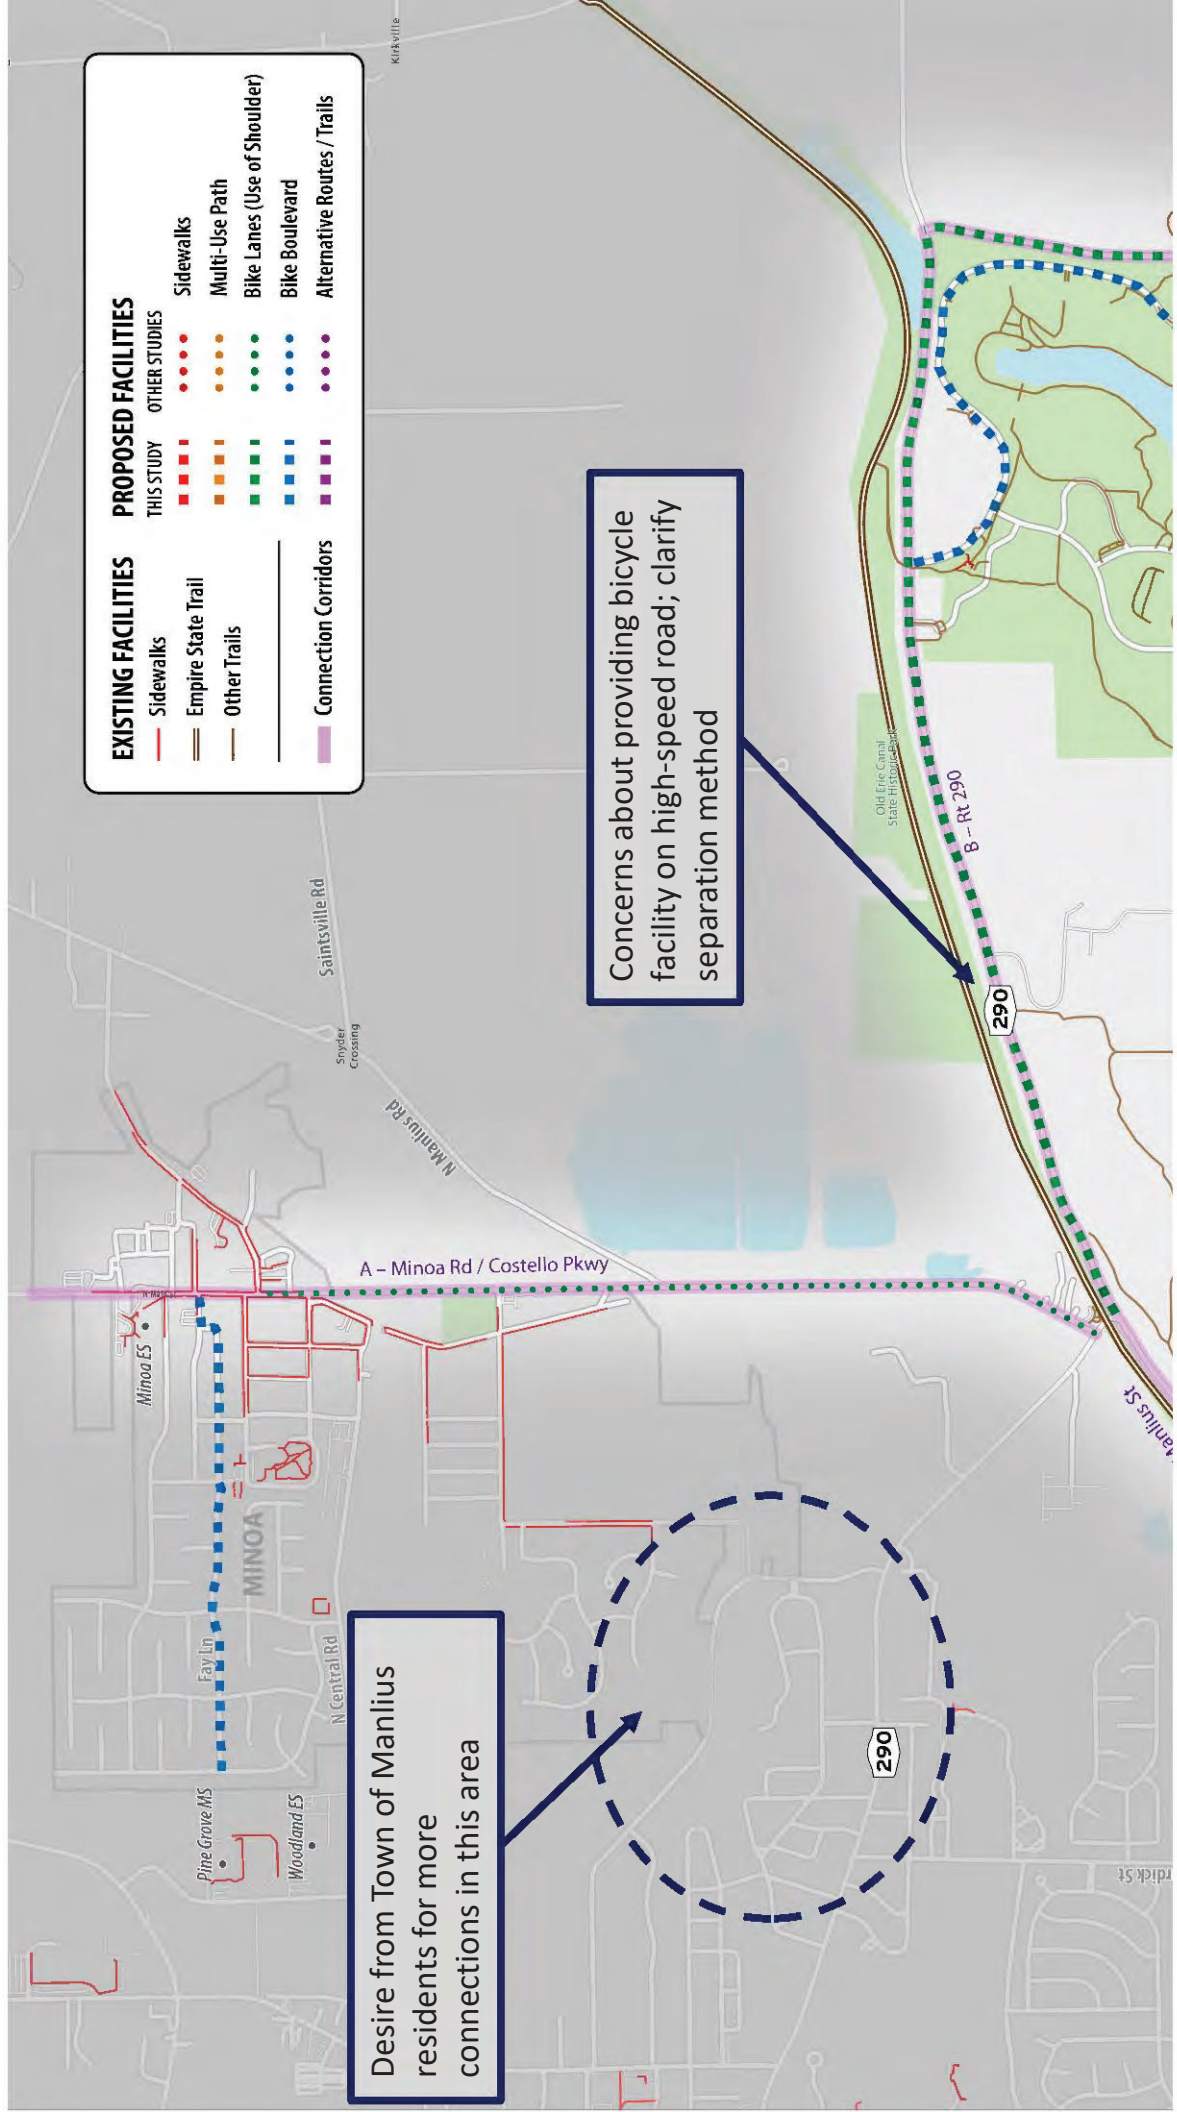 EXISTING FACILITIES
Sidewalks
Empire State Trail
Other Trails
Connection Corridors
PROPOSED FACILITIES
THIS STUDY
OTHER STUDIES
Sidewalks
Multi-Use Path
Bike Lanes (Use of Shoulder)
Bike Boulevard
Alternative Routes / Trails
Kirkville
Saintsville Rd
Snyder
Crossing
N Manlius Rd
A – Minoa Rd / Costello Pkwy
Minoa ES
MINOA
Fay Ln
N Central Rd
Pine Grove MS
Woodland ES
Desire from Town of Manlius
residents for more
connections in this area
Concerns about providing bicycle
facility on high-speed road; clarify
separation method
Old Erie Canal
State Historic Park
B – Rt 290
290
290
Manlius St
rdick St